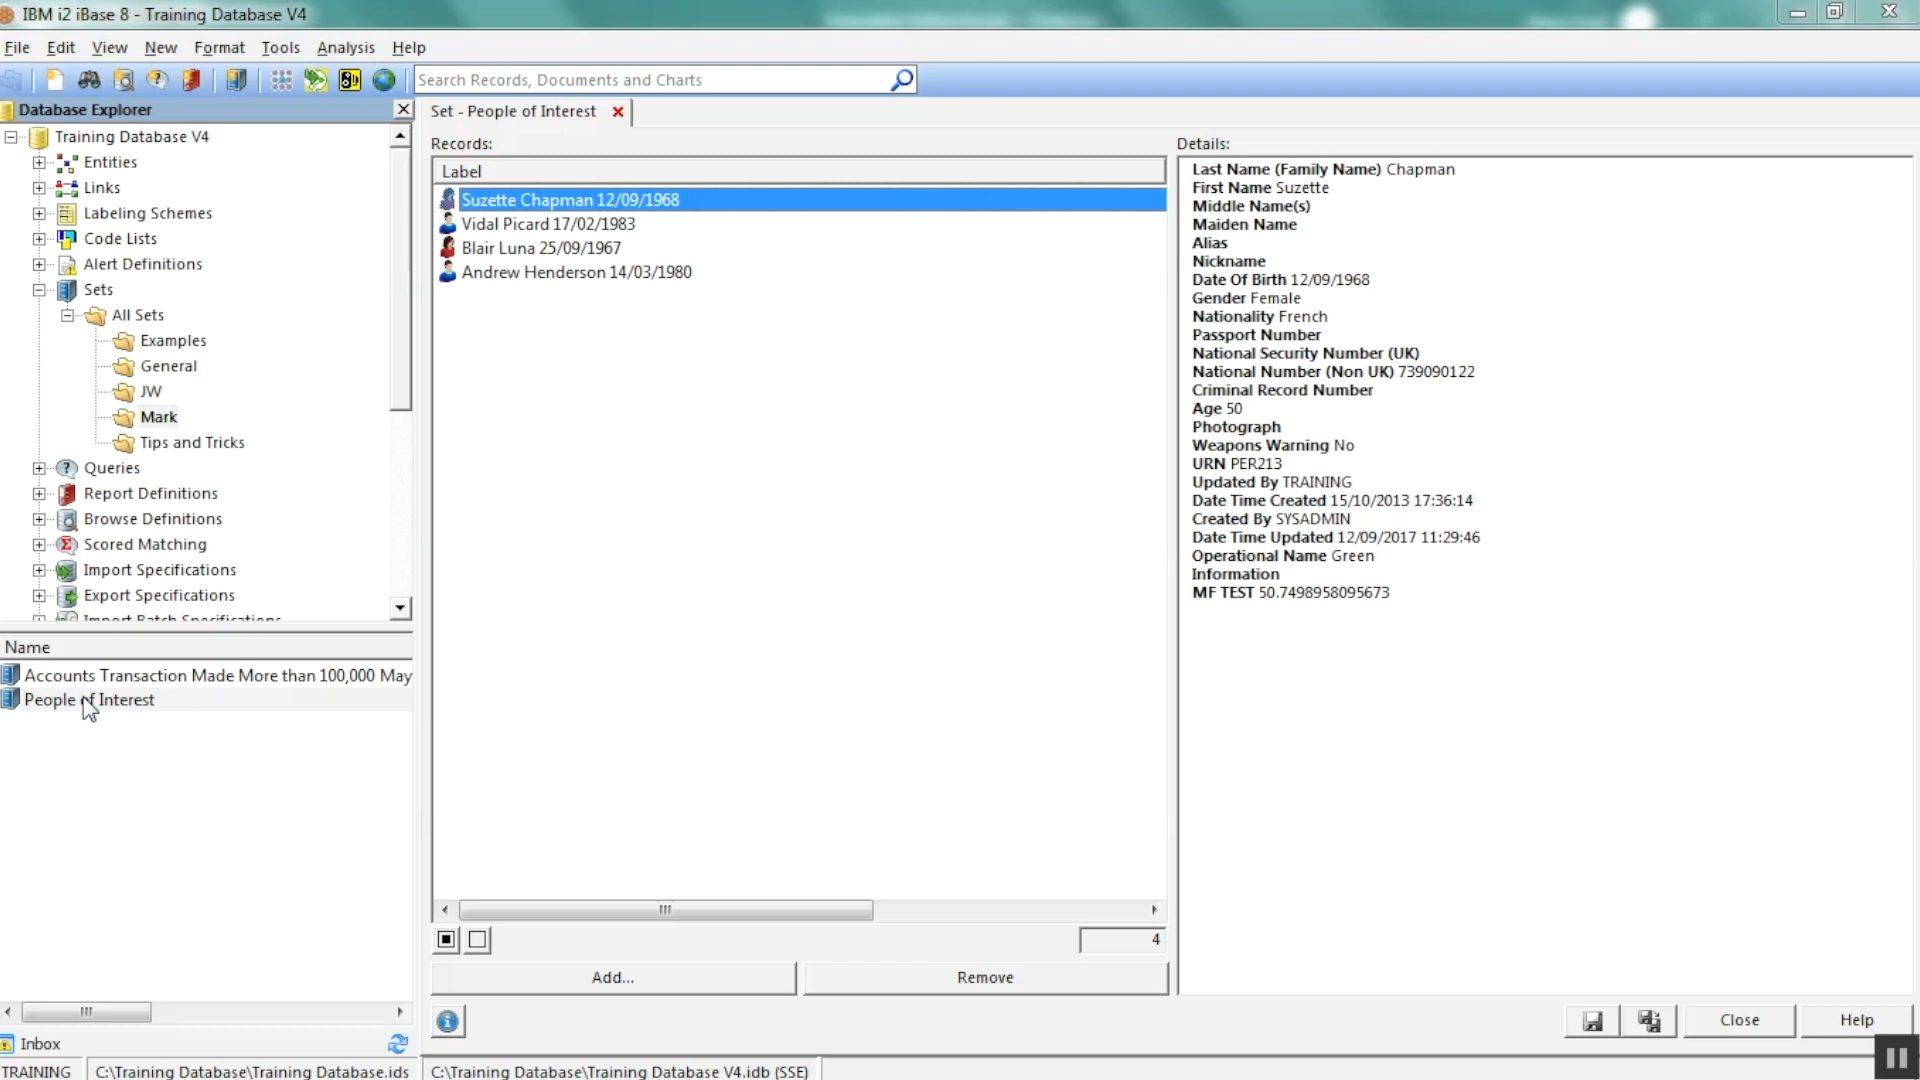 IBM i2 iBase 8 - Training Database V4
File Edit View New Format Tools Analysis Help
Search Records, Documents and Charts
Database Explorer
Training Database V4
Entities
Links
Labeling Schemes
Code Lists
Alert Definitions
Sets
All Sets
Examples
General
JW
Mark
Tips and Tricks
Queries
Report Definitions
Browse Definitions
Scored Matching
Import Specifications
Export Specifications
Import Batch Specifications
Name
Accounts Transaction Made More than 100,000 May
People of Interest
Inbox
Set - People of Interest
Records:
Label
Suzette Chapman 12/09/1968
Vidal Picard 17/02/1983
Blair Luna 25/09/1967
Andrew Henderson 14/03/1980
4
Add... Remove
Details:
Last Name (Family Name) Chapman
First Name Suzette
Middle Name(s)
Maiden Name
Alias
Nickname
Date Of Birth 12/09/1968
Gender Female
Nationality French
Passport Number
National Security Number (UK)
National Number (Non UK) 739090122
Criminal Record Number
Age 50
Photograph
Weapons Warning No
URN PER213
Updated By TRAINING
Date Time Created 15/10/2013 17:36:14
Created By SYSADMIN
Date Time Updated 12/09/2017 11:29:46
Operational Name Green
Information
MF TEST 50.7498958095673
Close Help
TRAINING C:\Training Database\Training Database.ids C:\Training Database\Training Database V4.idb (SSE)